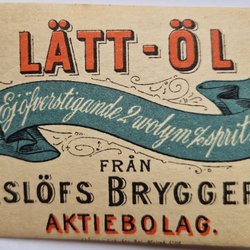 LÄTT-ÖL
Ej öfverstigande 2 volym% sprit
FRÅN
SLÖFS BRYGGER
AKTIEBOLAG.